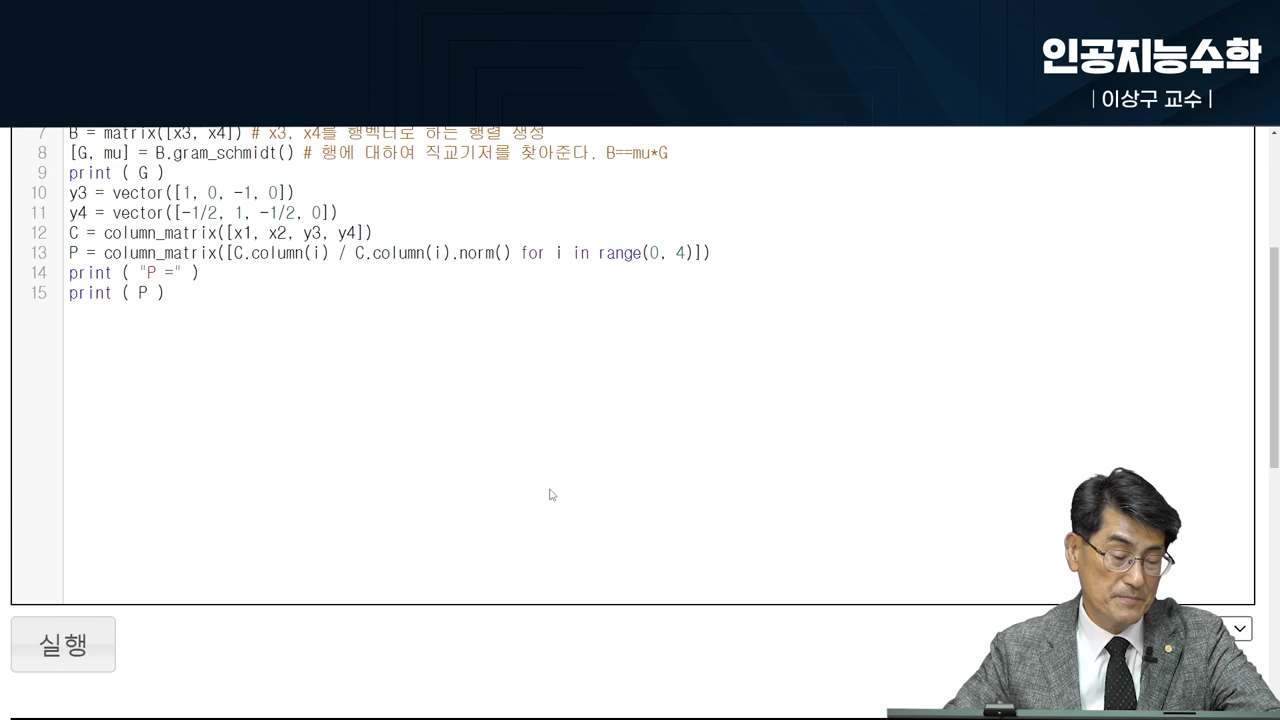 인공지능수학
| 이상구 교수 |
7 B = matrix([x3, x4]) # x3, x4를 행벡터로 하는 행렬 생성
8 [G, mu] = B.gram_schmidt() # 행에 대하여 직교기저를 찾아준다. B==mu*G
9 print ( G )
10 y3 = vector([1, 0, -1, 0])
11 y4 = vector([-1/2, 1, -1/2, 0])
12 C = column_matrix([x1, x2, y3, y4])
13 P = column_matrix([C.column(i) / C.column(i).norm() for i in range(0, 4)])
14 print ( "P =" )
15 print ( P )
실행